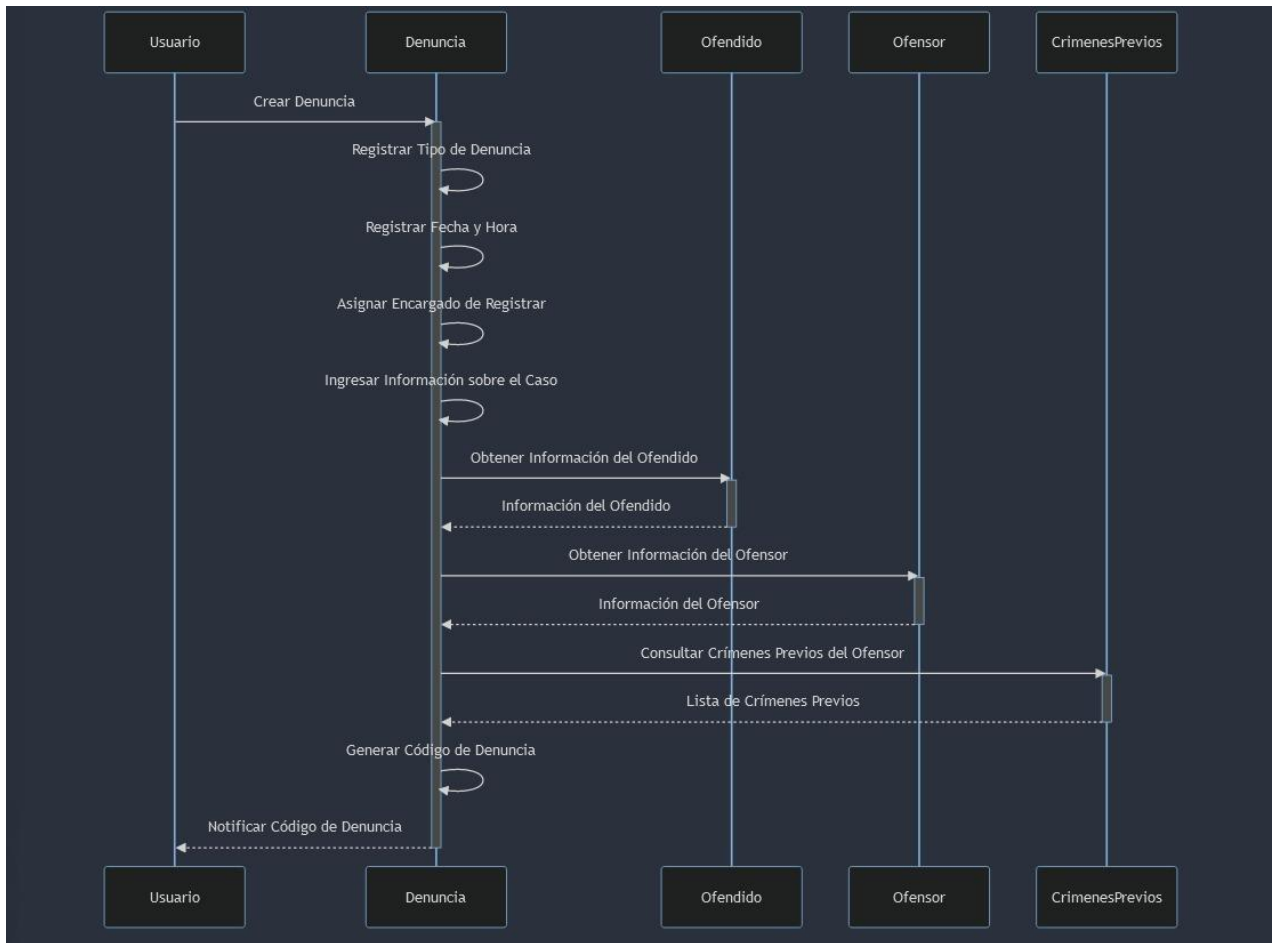 Usuario
Denuncia
Ofendido
Ofensor
CrimenesPrevios
Crear Denuncia
Registrar Tipo de Denuncia
Registrar Fecha y Hora
Asignar Encargado de Registrar
Ingresar Información sobre el Caso
Obtener Información del Ofendido
Información del Ofendido
Obtener Información del Ofensor
Información del Ofensor
Consultar Crímenes Previos del Ofensor
Lista de Crímenes Previos
Generar Código de Denuncia
Notificar Código de Denuncia
Usuario
Denuncia
Ofendido
Ofensor
CrimenesPrevios